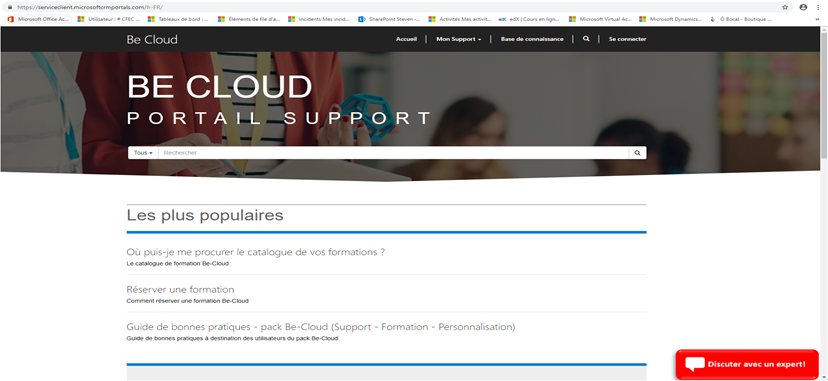 https://serviceclient.microsoftcrmportals.com/fr-FR/
Microsoft Office Ac... Utilisateur : # CFEC ... Tableaux de bord : ... Éléments de file d'a... Incidents Mes incid... SharePoint Steven -... Activités Mes activit... edX | Cours en lign... Microsoft Virtual Ac... Microsoft Dynamics... Ô Bocal - Boutique ...
Be Cloud
Accueil | Mon Support | Base de connaissance | Se connecter
BE CLOUD
PORTAIL SUPPORT
Tous Rechercher
Les plus populaires
Où puis-je me procurer le catalogue de vos formations ?
Le catalogue de formation Be-Cloud
Réserver une formation
Comment réserver une formation Be-Cloud
Guide de bonnes pratiques - pack Be-Cloud (Support - Formation - Personnalisation)
Guide de bonnes pratiques à destination des utilisateurs du pack Be-Cloud.
Discuter avec un expert!